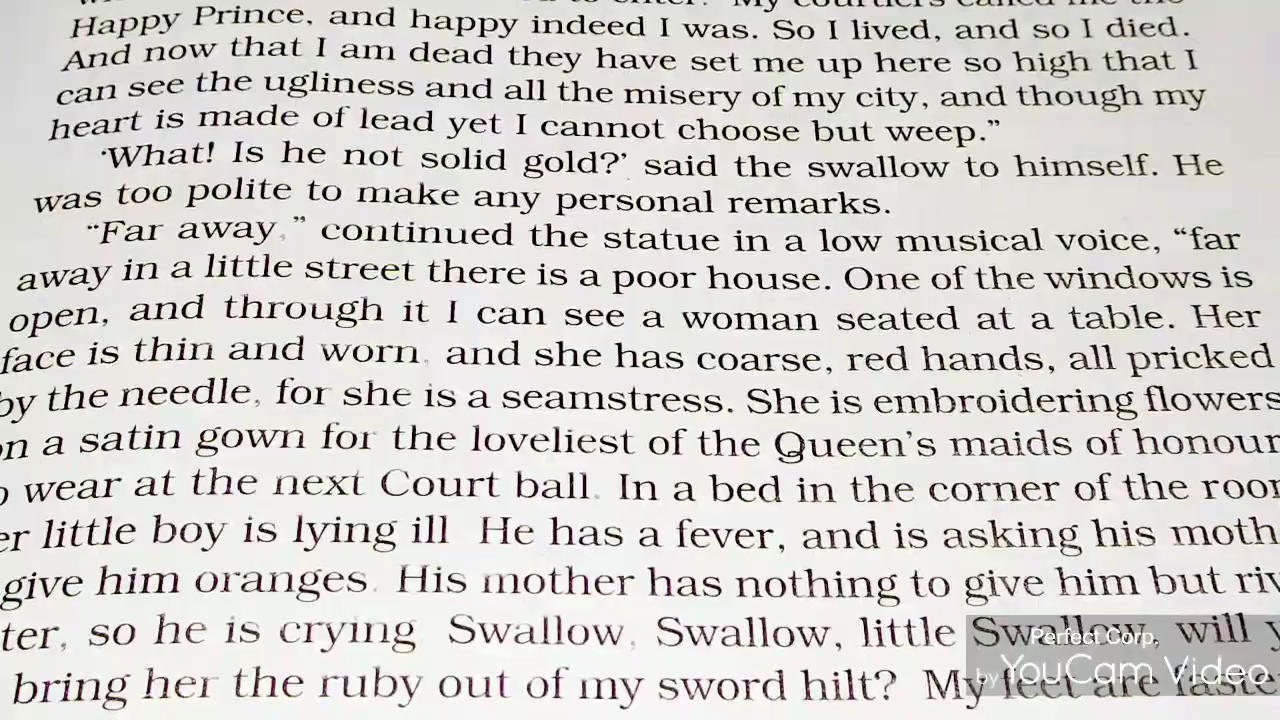 Happy Prince, and happy indeed I was. So I lived, and so I died.
And now that I am dead they have set me up here so high that I
can see the ugliness and all the misery of my city, and though my
heart is made of lead yet I cannot choose but weep.”
‘What! Is he not solid gold?’ said the swallow to himself. He
was too polite to make any personal remarks.
“Far away,” continued the statue in a low musical voice, “far
away in a little street there is a poor house. One of the windows is
open, and through it I can see a woman seated at a table. Her
face is thin and worn, and she has coarse, red hands, all pricked
by the needle, for she is a seamstress. She is embroidering flowers
on a satin gown for the loveliest of the Queen’s maids of honour
wear at the next Court ball. In a bed in the corner of the
little boy is lying ill. He has a fever, and is asking his
give him oranges. His mother has nothing to give him but
so he is crying. Swallow, Swallow, little Swallow, will
bring her the ruby out of my sword hilt? My feet are
Perfect Corp.
by YouCam Video